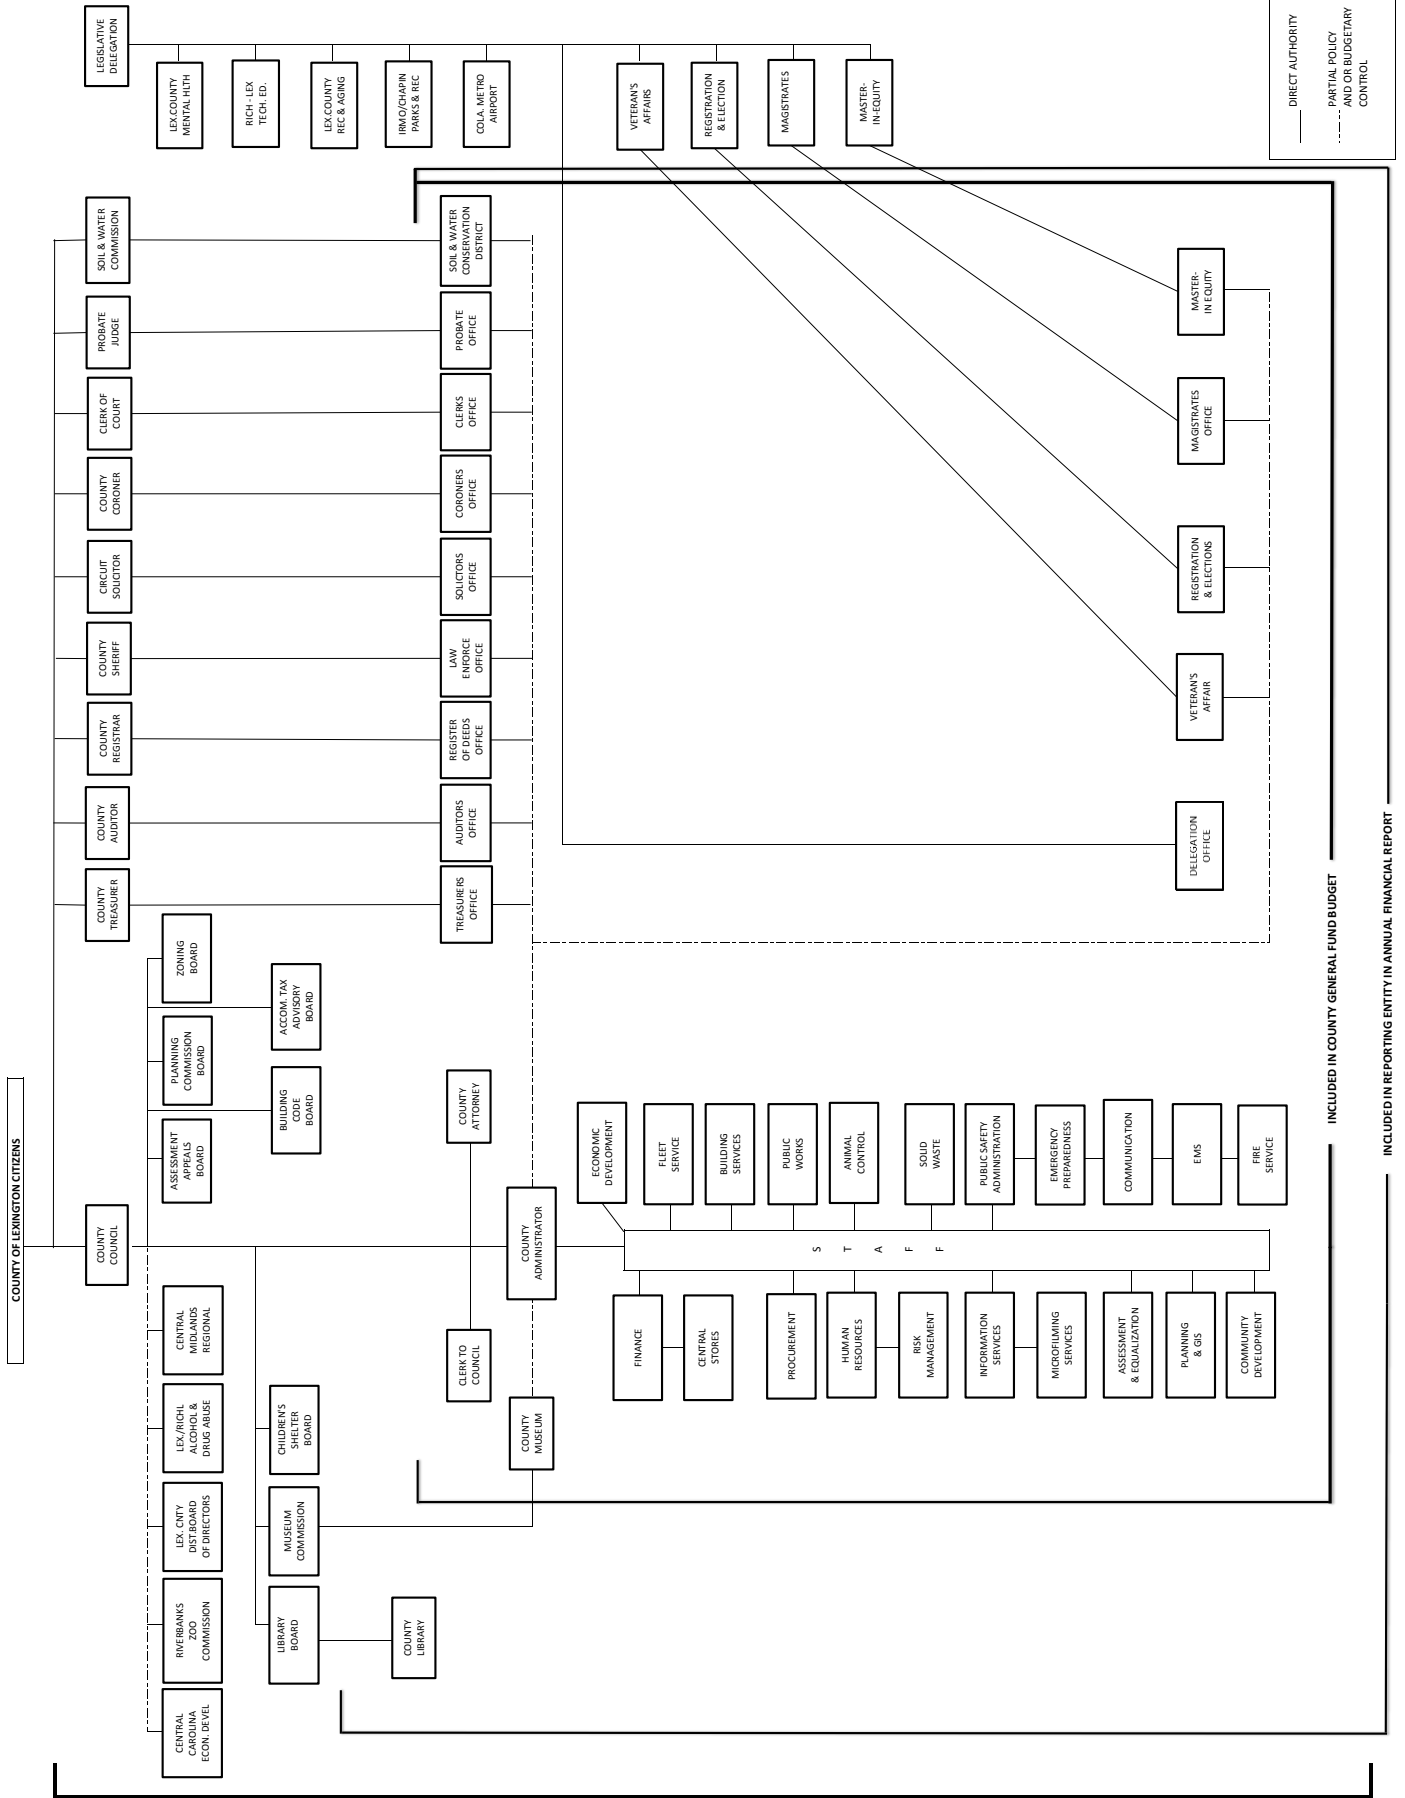 COUNTY OF LEXINGTON CITIZENS
COUNTY
COUNCIL
COUNTY
TREASURER
COUNTY
AUDITOR
COUNTY
REGISTRAR
COUNTY
SHERIFF
CIRCUIT
SOLICITOR
COUNTY
CORONER
CLERK OF
COURT
PROBATE
JUDGE
SOIL & WATER
COMMISSION
LEGISLATIVE
DELEGATION
CENTRAL
CAROLINA
ECON. DEVEL
RIVERBANKS
ZOO
COMMISSION
LEX. CNTY
DIST.BOARD
OF DIRECTORS
LEX./RICHL
ALCOHOL &
DRUG ABUSE
CENTRAL
MIDLANDS
REGIONAL
ASSESSMENT
APPEALS
BOARD
PLANNING
COMMISSION
BOARD
ZONING
BOARD
LEX.COUNTY
MENTAL HLTH
RICH - LEX
TECH. ED.
LEX.COUNTY
REC & AGING
IRMO/CHAPIN
PARKS & REC
COLA. METRO
AIRPORT
VETERAN'S
AFFAIRS
REGISTRATION
& ELECTION
MAGISTRATES
MASTER-
IN-EQUITY
LIBRARY
BOARD
MUSEUM
COMMISSION
CHILDREN'S
SHELTER
BOARD
BUILDING
CODE
BOARD
ACCOM. TAX
ADVISORY
BOARD
COUNTY
LIBRARY
CLERK TO
COUNCIL
COUNTY
ATTORNEY
TREASURERS
OFFICE
AUDITORS
OFFICE
REGISTER
OF DEEDS
OFFICE
LAW
ENFORCE
OFFICE
SOLICTORS
OFFICE
CORONERS
OFFICE
CLERKS
OFFICE
PROBATE
OFFICE
SOIL & WATER
CONSERVATION
DISTRICT
COUNTY
MUSEUM
COUNTY
ADMINISTRATOR
STAFF
FINANCE
CENTRAL
STORES
PROCUREMENT
HUMAN
RESOURCES
RISK
MANAGEMENT
INFORMATION
SERVICES
MICROFILMING
SERVICES
ASSESSMENT
& EQUALIZATION
PLANNING
& GIS
COMMUNITY
DEVELOPMENT
ECONOMIC
DEVELOPMENT
FLEET
SERVICE
BUILDING
SERVICES
PUBLIC
WORKS
ANIMAL
CONTROL
SOLID
WASTE
PUBLIC SAFETY
ADMINISTRATION
EMERGENCY
PREPAREDNESS
COMMUNICATION
EMS
FIRE
SERVICE
DELEGATION
OFFICE
VETERAN'S
AFFAIR
REGISTRATION
& ELECTIONS
MAGISTRATES
OFFICE
MASTER-
IN EQUITY
DIRECT AUTHORITY
PARTIAL POLICY
AND OR BUDGETARY
CONTROL
INCLUDED IN COUNTY GENERAL FUND BUDGET
INCLUDED IN REPORTING ENTITY IN ANNUAL FINANCIAL REPORT